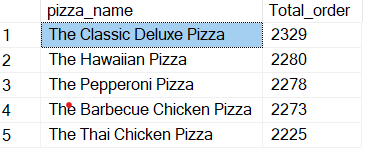 pizza_name Total_order
1 The Classic Deluxe Pizza 2329
2 The Hawaiian Pizza 2280
3 The Pepperoni Pizza 2278
4 The Barbecue Chicken Pizza 2273
5 The Thai Chicken Pizza 2225